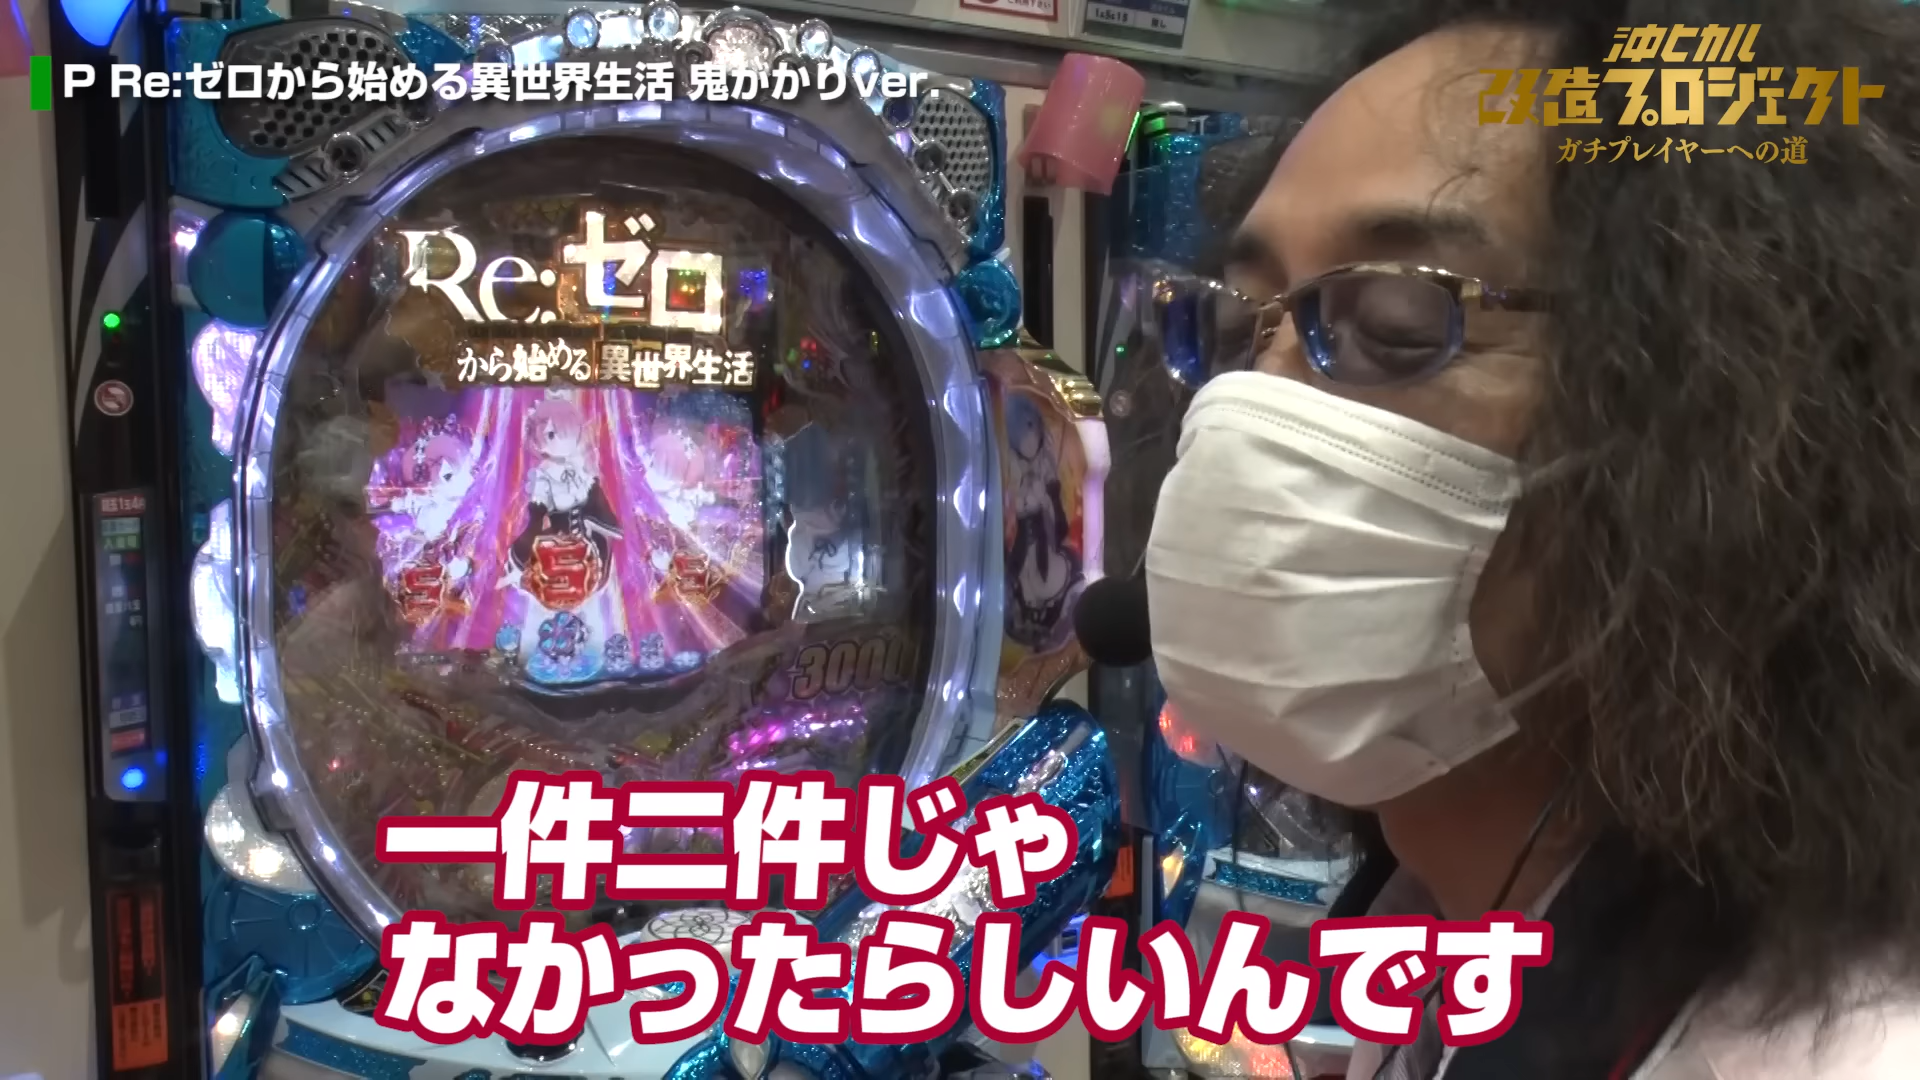 P Re:ゼロから始める異世界生活 鬼がかりver.
沖ヒカル
改造プロジェクト
ガチプレイヤーへの道
Re:ゼロ
から始める異世界生活
3000
一件二件じゃ
なかったらしいんです